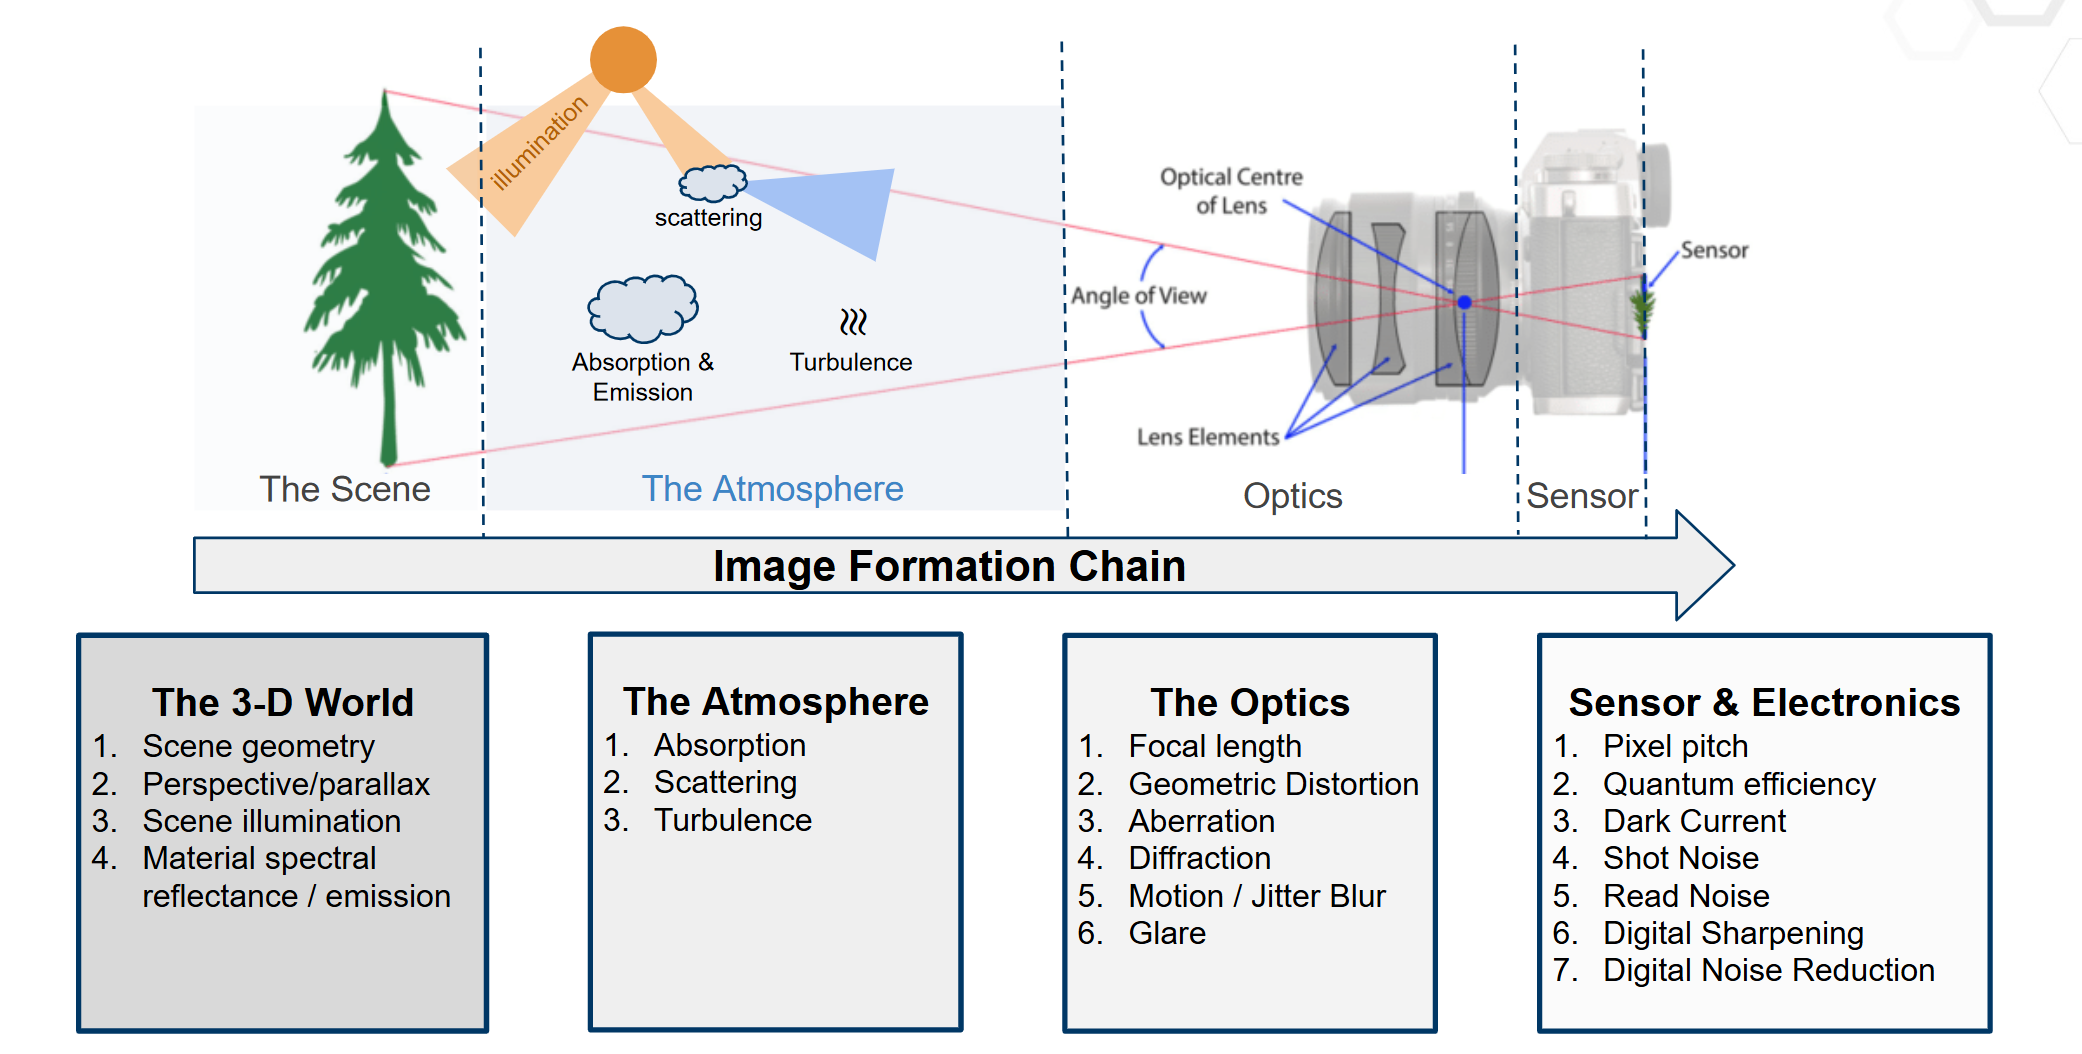 illumination
scattering
Absorption &
Emission
Turbulence
Optical Centre
of Lens
Angle of View
Lens Elements
Sensor
The Scene
The Atmosphere
Optics
Sensor
Image Formation Chain
The 3-D World
1. Scene geometry
2. Perspective/parallax
3. Scene illumination
4. Material spectral
reflectance / emission
The Atmosphere
1. Absorption
2. Scattering
3. Turbulence
The Optics
1. Focal length
2. Geometric Distortion
3. Aberration
4. Diffraction
5. Motion / Jitter Blur
6. Glare
Sensor & Electronics
1. Pixel pitch
2. Quantum efficiency
3. Dark Current
4. Shot Noise
5. Read Noise
6. Digital Sharpening
7. Digital Noise Reduction